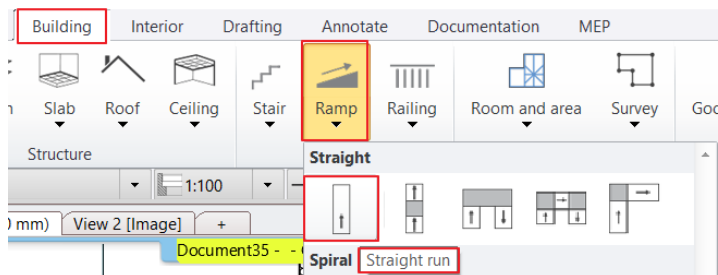 Building Interior Drafting Annotate Documentation MEP
Slab Roof Ceiling Stair Ramp Railing Room and area Survey
Structure
Straight
1:100
mm) View 2 [Image] +
Document35 - -
Spiral Straight run